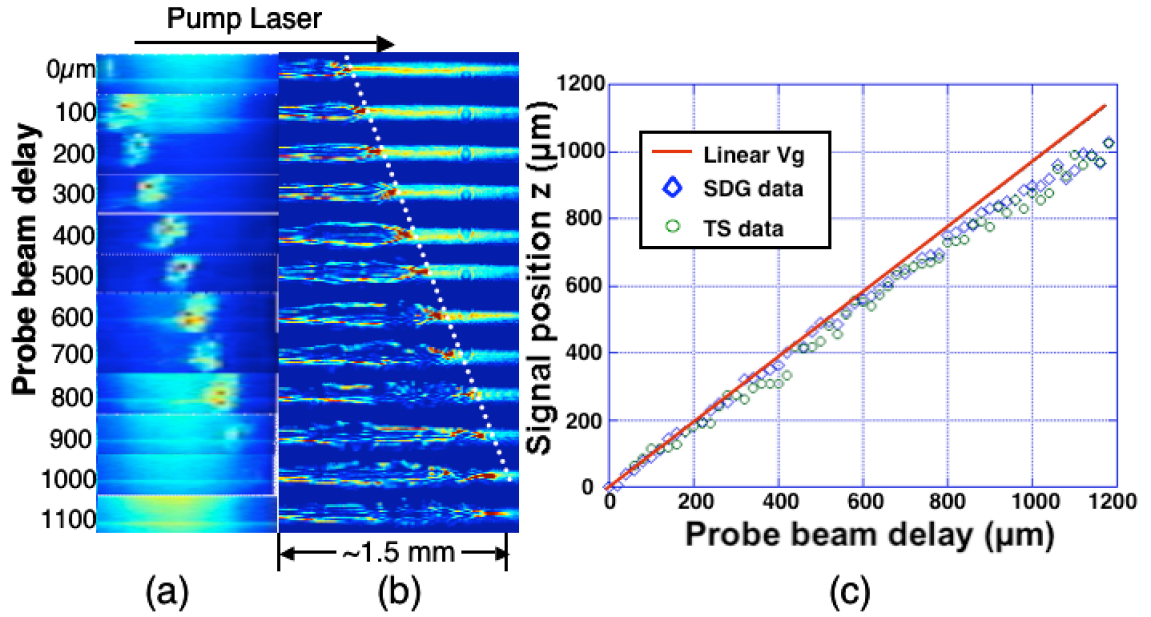 Pump Laser
Probe beam delay
0µm
100
200
300
400
500
600
700
800
900
1000
1100
~1.5 mm
(a)
(b)
Signal position z (µm)
1200
1000
800
600
400
200
0
Linear Vg
SDG data
TS data
0 200 400 600 800 1000 1200
Probe beam delay (µm)
(c)